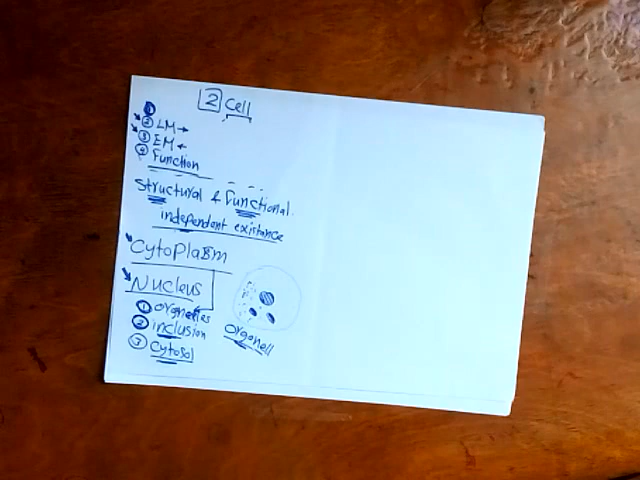 2 Cell
1
2 LM →
3 EM
4 Function
Structural & Functional.
independent existance
Cytoplasm
Nucleus
1 organelles
2 inclusion
3 Cytosol
organell